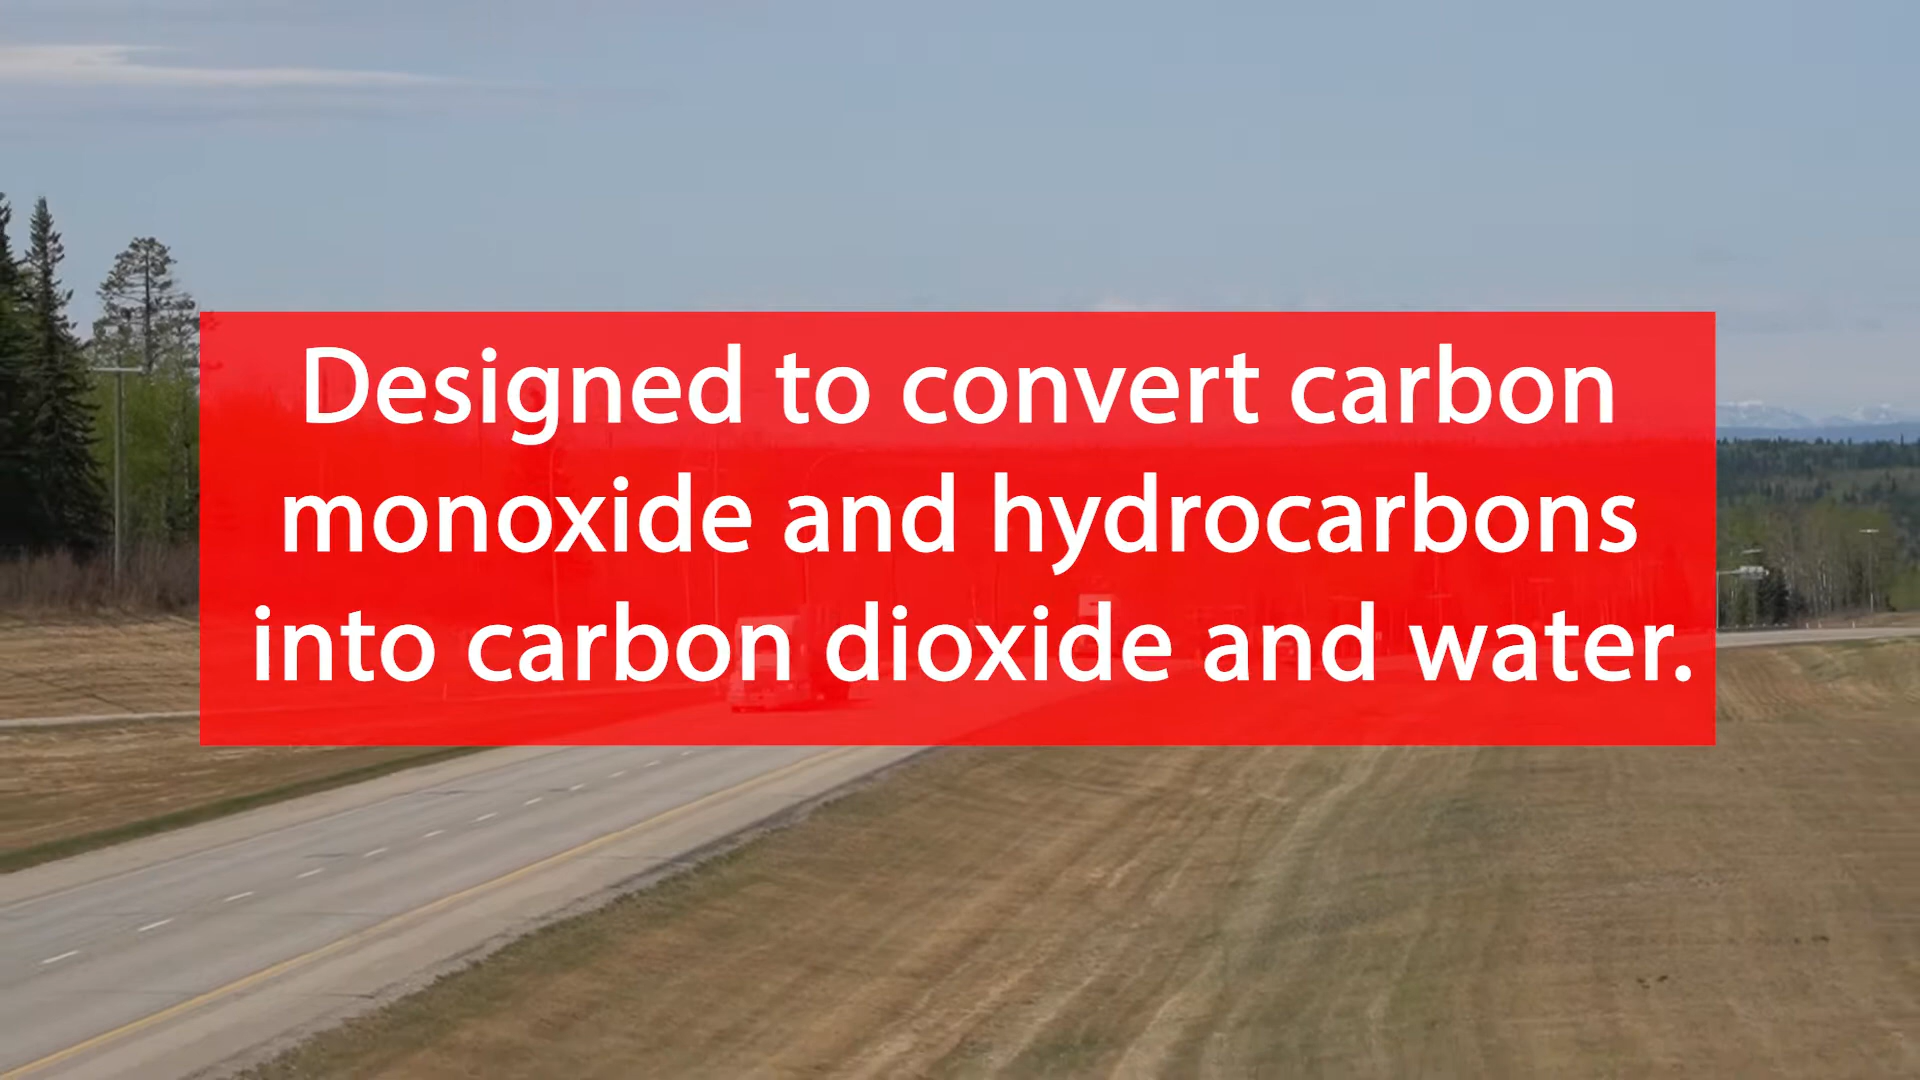 Designed to convert carbon
monoxide and hydrocarbons
into carbon dioxide and water.